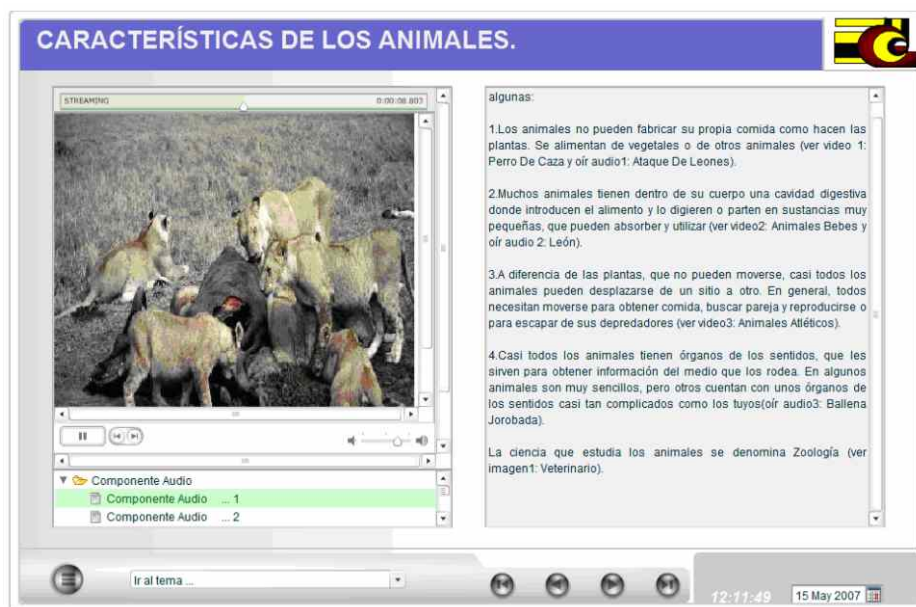 CARACTERÍSTICAS DE LOS ANIMALES.
STREAMING 0:00:08.803
Componente Audio
Componente Audio ... 1
Componente Audio ... 2
algunas:
1.Los animales no pueden fabricar su propia comida como hacen las
plantas. Se alimentan de vegetales o de otros animales (ver video 1:
Perro De Caza y oír audio1: Ataque De Leones).
2.Muchos animales tienen dentro de su cuerpo una cavidad digestiva
donde introducen el alimento y lo digieren o parten en sustancias muy
pequeñas, que pueden absorber y utilizar (ver video2: Animales Bebes y
oír audio 2: León).
3.A diferencia de las plantas, que no pueden moverse, casi todos los
animales pueden desplazarse de un sitio a otro. En general, todos
necesitan moverse para obtener comida, buscar pareja y reproducirse o
para escapar de sus depredadores (ver video3: Animales Atléticos).
4.Casi todos los animales tienen órganos de los sentidos, que les
sirven para obtener información del medio que los rodea. En algunos
animales son muy sencillos, pero otros cuentan con unos órganos de
los sentidos casi tan complicados como los tuyos(oír audio3: Ballena
Jorobada).
La ciencia que estudia los animales se denomina Zoología (ver
imagen1: Veterinario).
Ir al tema ...
12:11:49
15 May 2007